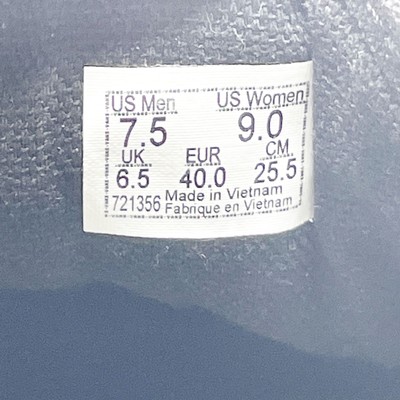 US Men US Women
7.5 9.0
UK EUR CM
6.5 40.0 25.5
721356 Made in Vietnam
Fabrique en Vietnam